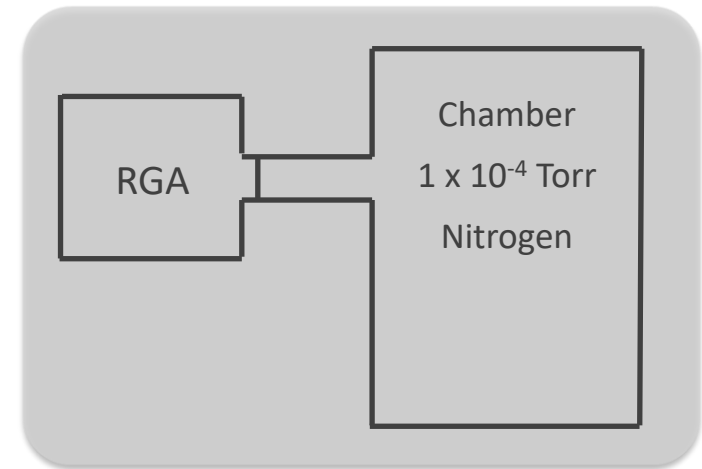 RGA
Chamber
1 x 10⁻⁴ Torr
Nitrogen